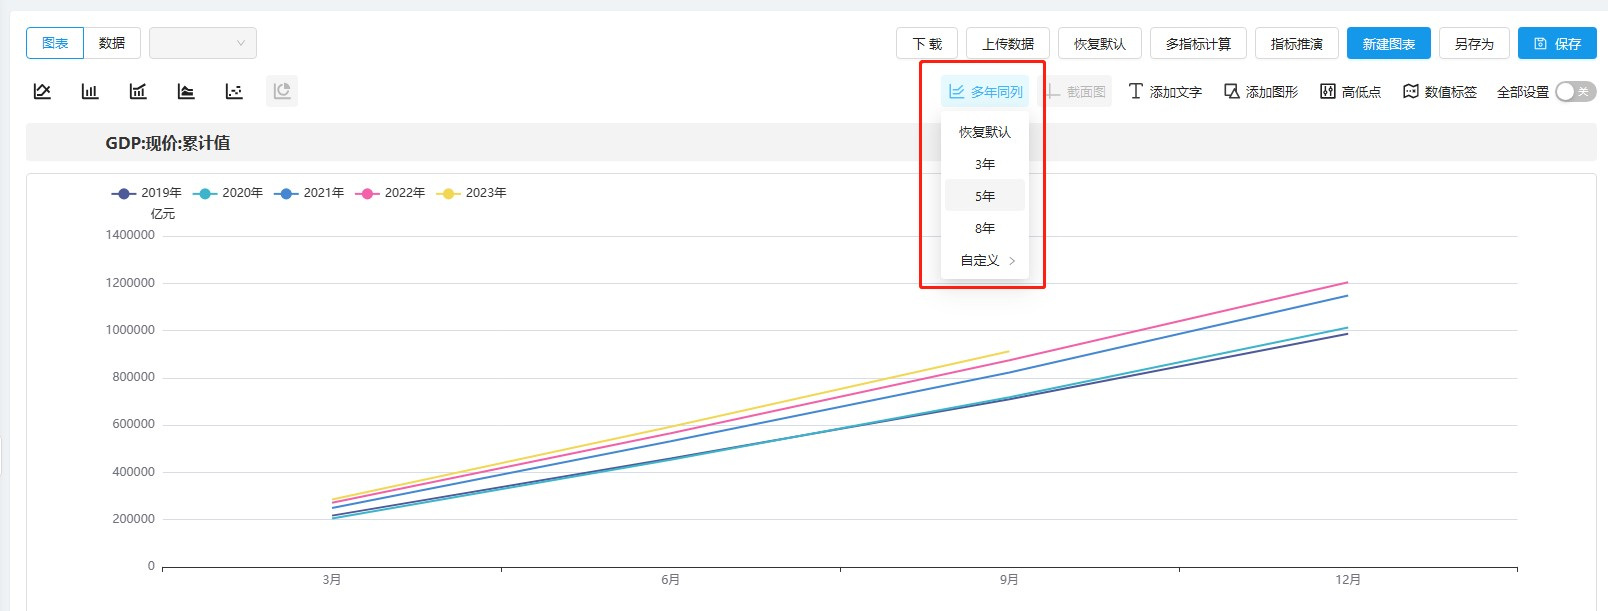 图表 数据 下 载 上传数据 恢复默认 多指标计算 指标推演 新建图表 另存为 保存
多年同列 截面图 添加文字 添加图形 高低点 数值标签 全部设置 关
恢复默认
3年
5年
8年
自定义
GDP:现价:累计值
2019年 2020年 2021年 2022年 2023年
亿元
1400000
1200000
1000000
800000
600000
400000
200000
0
3月 6月 9月 12月